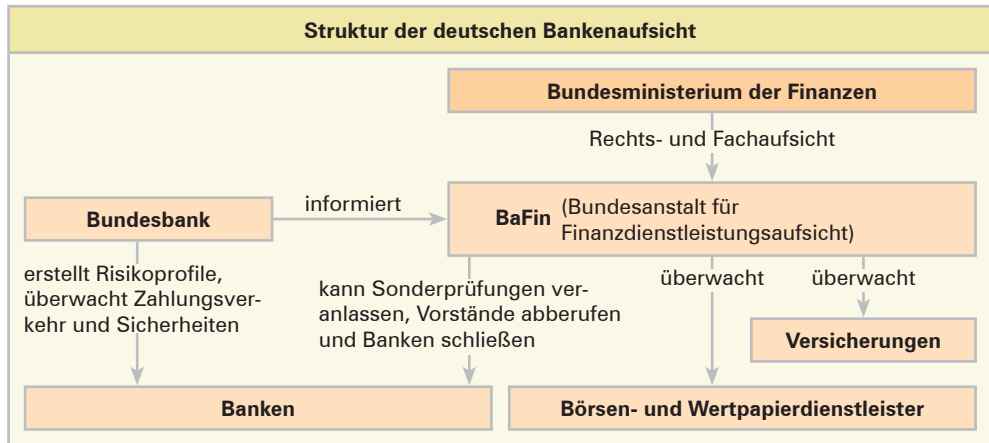 Struktur der deutschen Bankenaufsicht
Bundesministerium der Finanzen
Rechts- und Fachaufsicht
Bundesbank
informiert
BaFin (Bundesanstalt für
Finanzdienstleistungsaufsicht)
erstellt Risikoprofile,
überwacht Zahlungsver-
kehr und Sicherheiten
kann Sonderprüfungen ver-
anlassen, Vorstände abberufen
und Banken schließen
überwacht
überwacht
Versicherungen
Banken
Börsen- und Wertpapierdienstleister